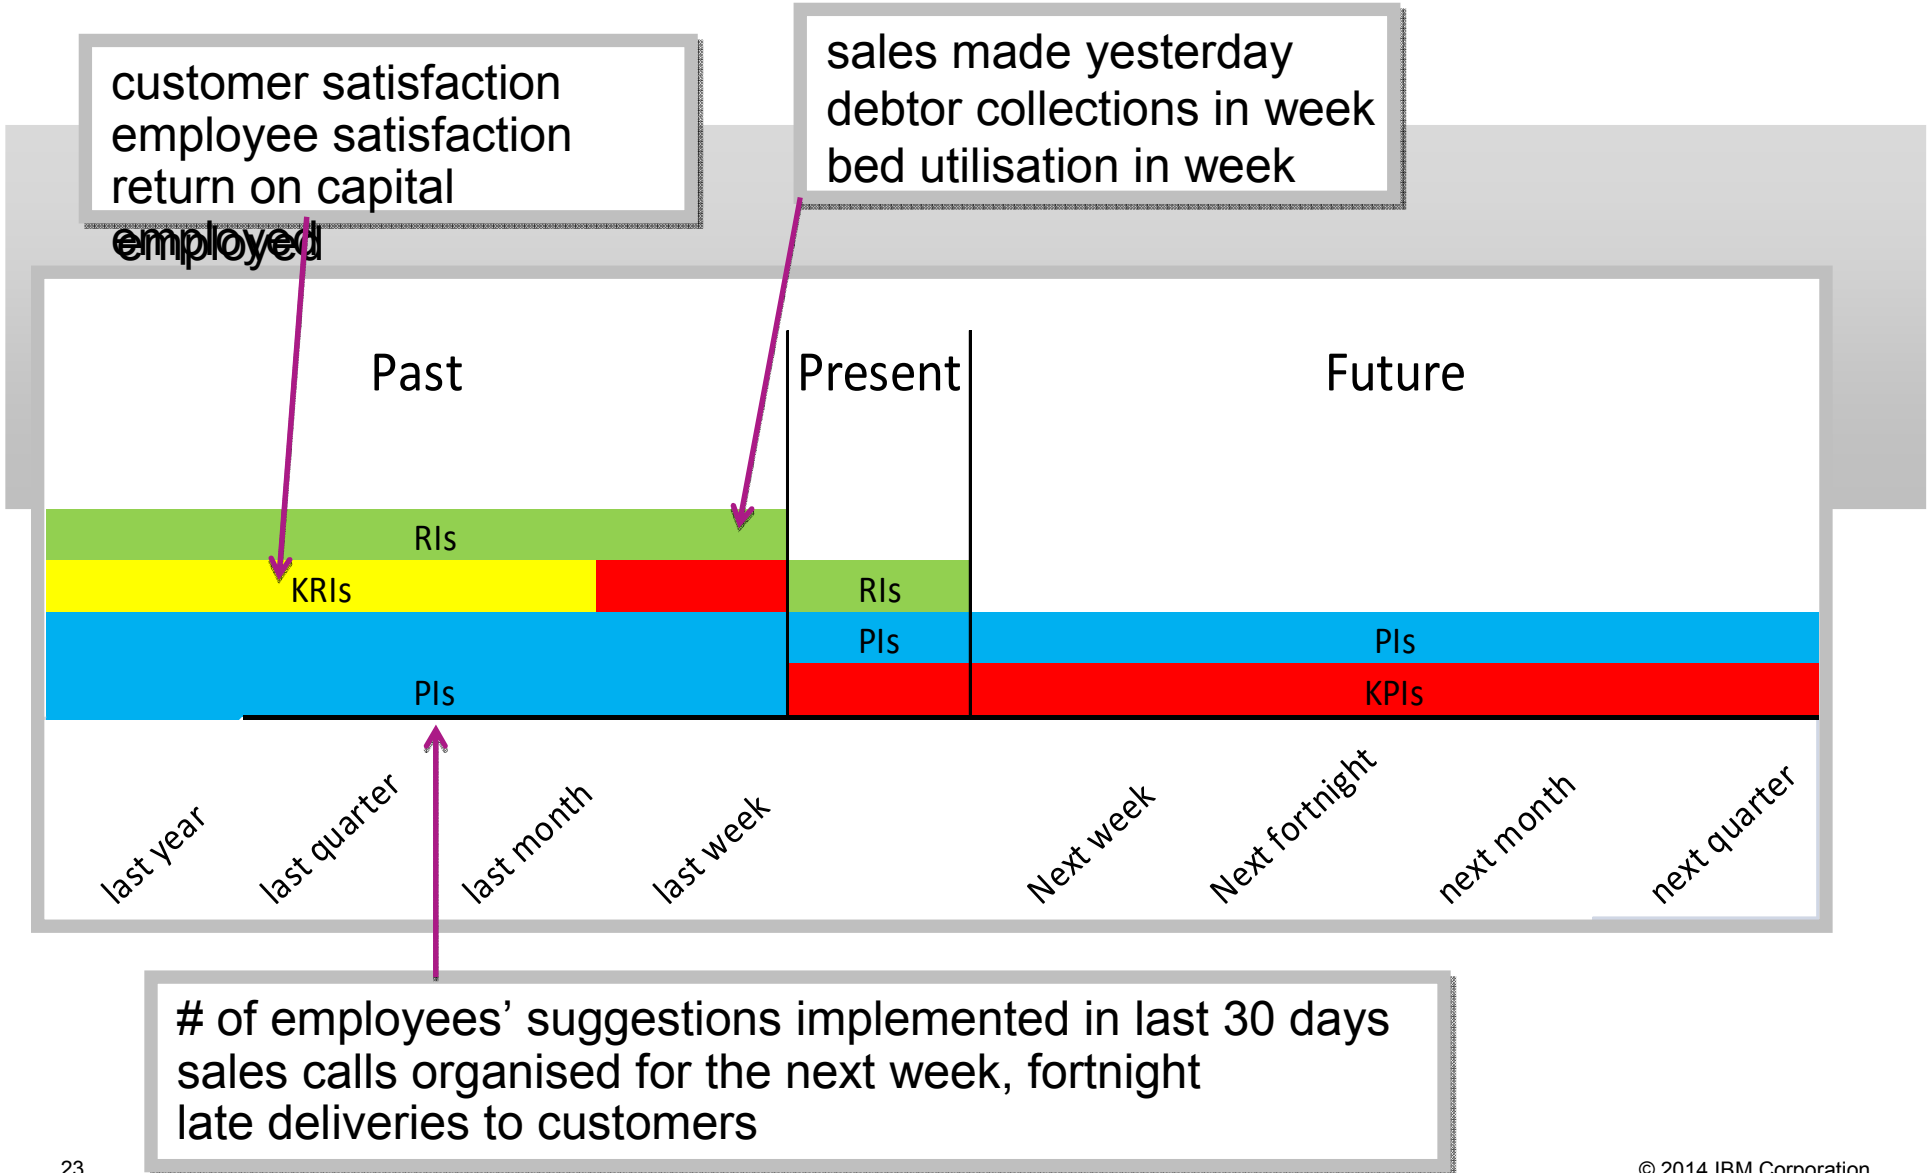 customer satisfaction
employee satisfaction
return on capital
employed
sales made yesterday
debtor collections in week
bed utilisation in week
Past
Present
Future
RIs
KRIs
RIs
PIs
PIs
PIs
KPIs
last year
last quarter
last month
last week
Next week
Next fortnight
next month
next quarter
# of employees’ suggestions implemented in last 30 days
sales calls organised for the next week, fortnight
late deliveries to customers
23
© 2014 IBM Corporation